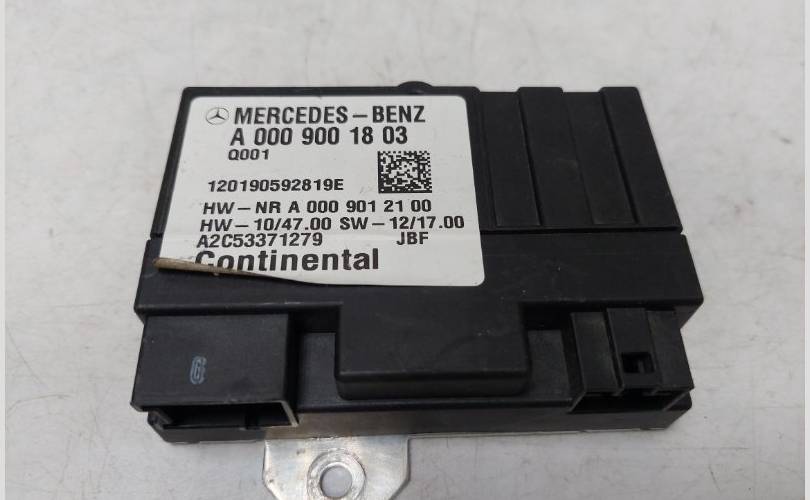 MERCEDES-BENZ
A 000 900 18 03
Q001
120190592819E
HW-NR A 000 901 21 00
HW-10/47.00 SW-12/17.00
A2C53371279 JBF
Continental
G